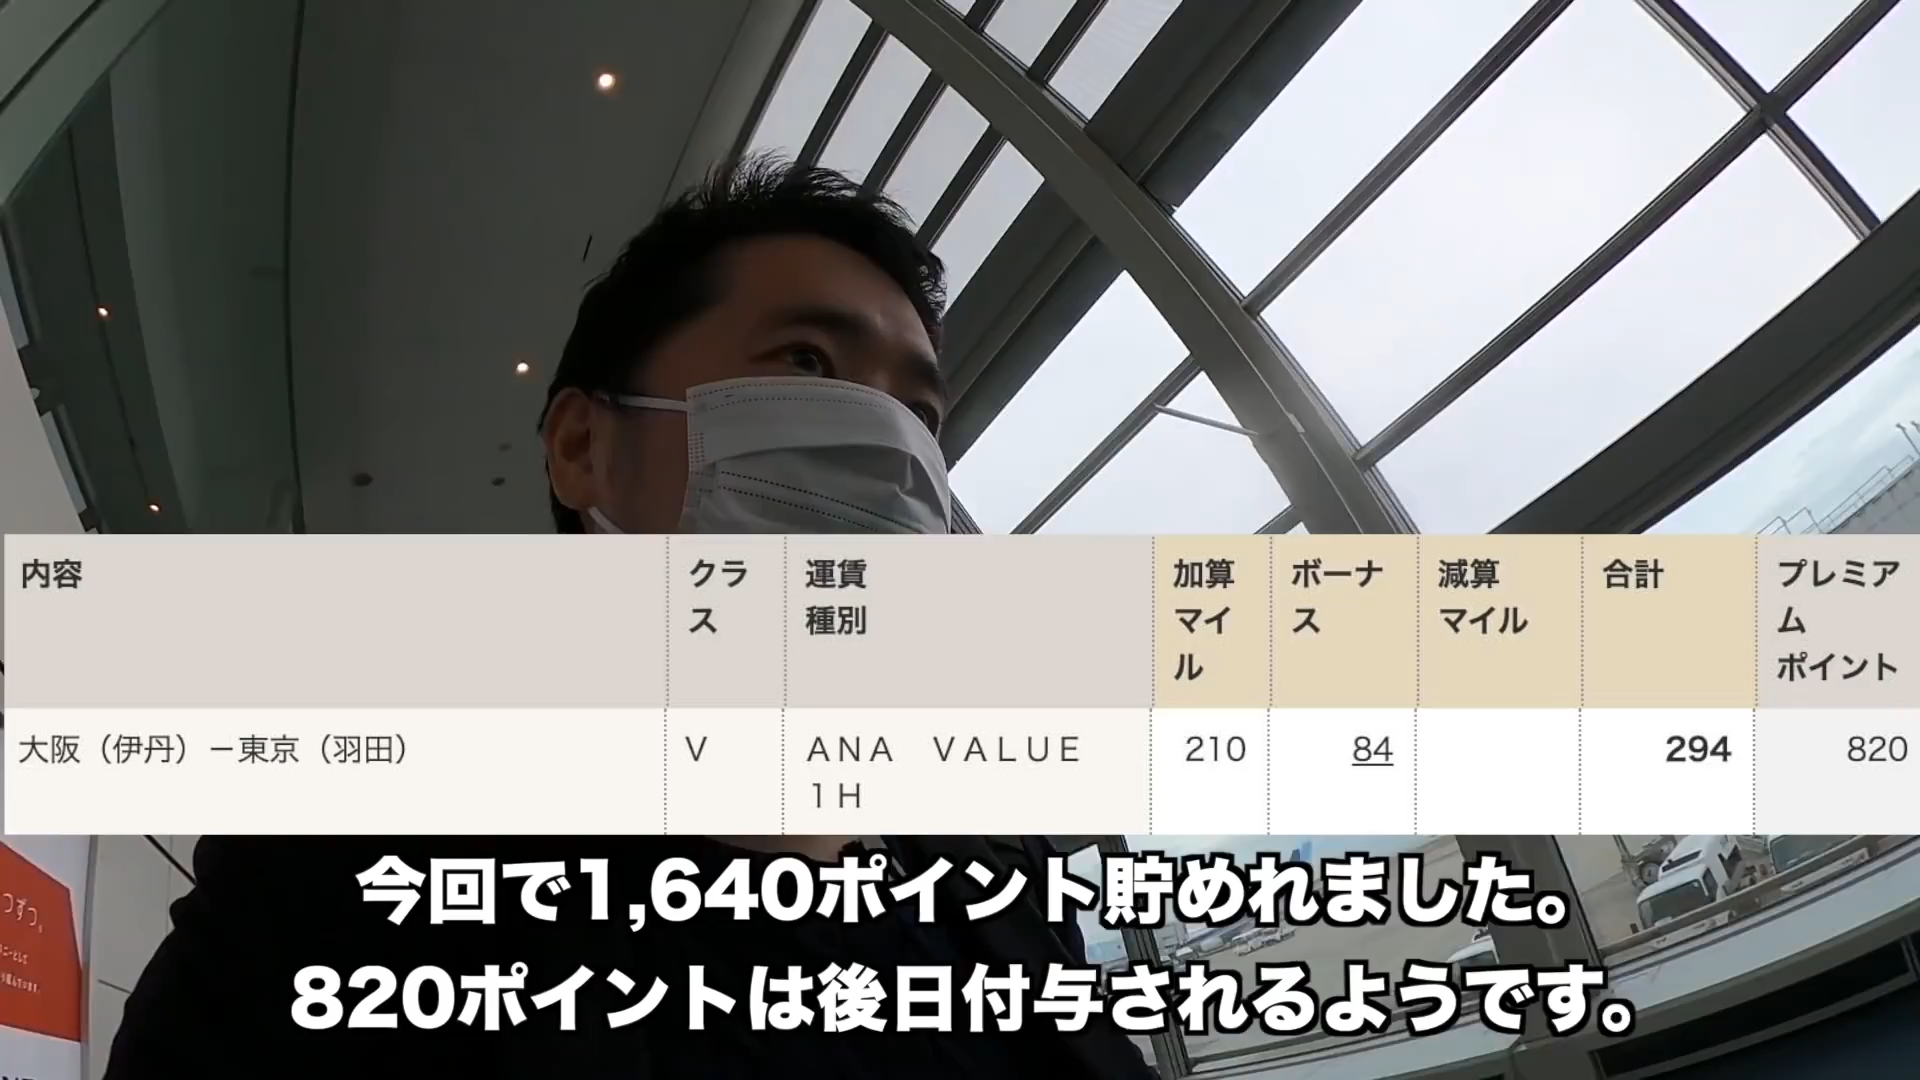 内容
クラ
ス
運賃
種別
加算
マイ
ル
ボーナ
ス
減算
マイル
合計
プレミア
ム
ポイント
大阪（伊丹）－東京（羽田）
V
ＡＮＡ　ＶＡＬＵＥ
１Ｈ
210
84
294
820
つずつ。
今回で1,640ポイント貯めれました。
820ポイントは後日付与されるようです。